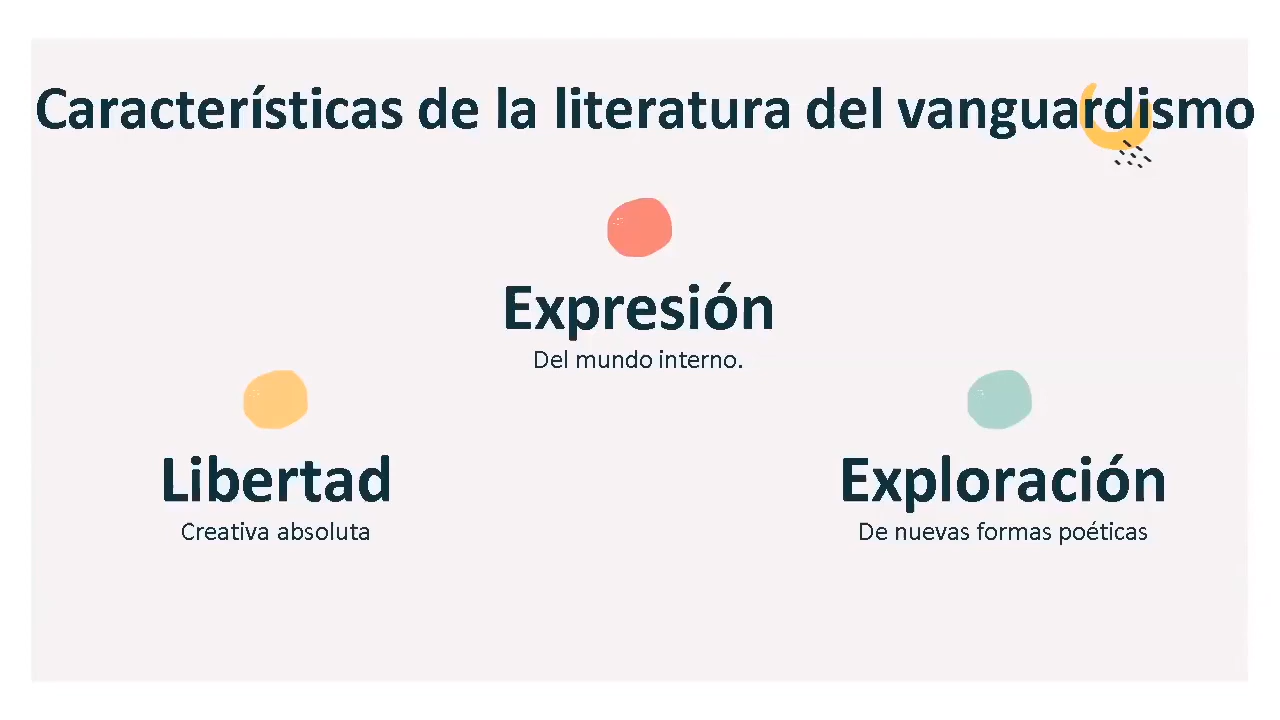 Características de la literatura del vanguardismo
Expresión
Del mundo interno.
Libertad
Creativa absoluta
Exploración
De nuevas formas poéticas